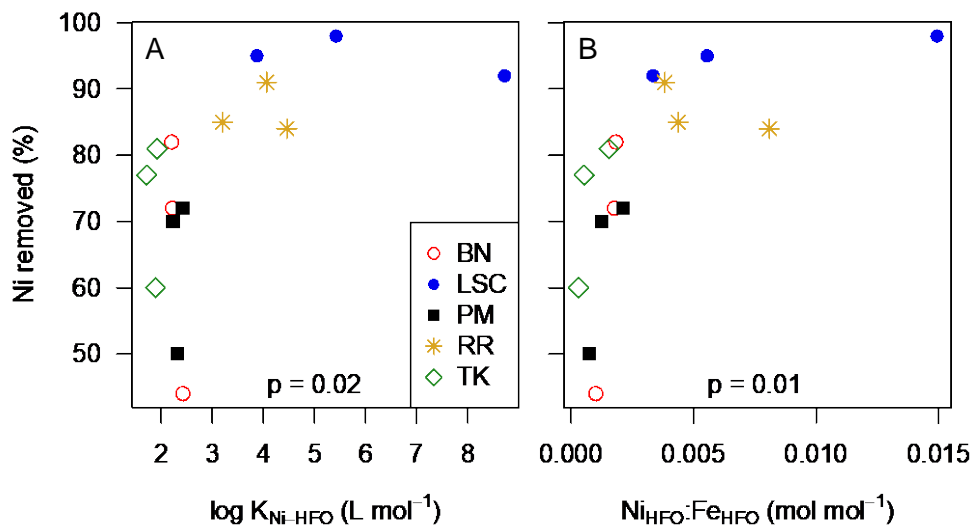 A
B
100
90
80
70
60
50
Ni removed (%)
BN
LSC
PM
RR
TK
p = 0.02
p = 0.01
2 3 4 5 6 7 8
0.000 0.005 0.010 0.015
log K_Ni−HFO (L mol⁻¹)
Ni_HFO:Fe_HFO (mol mol⁻¹)